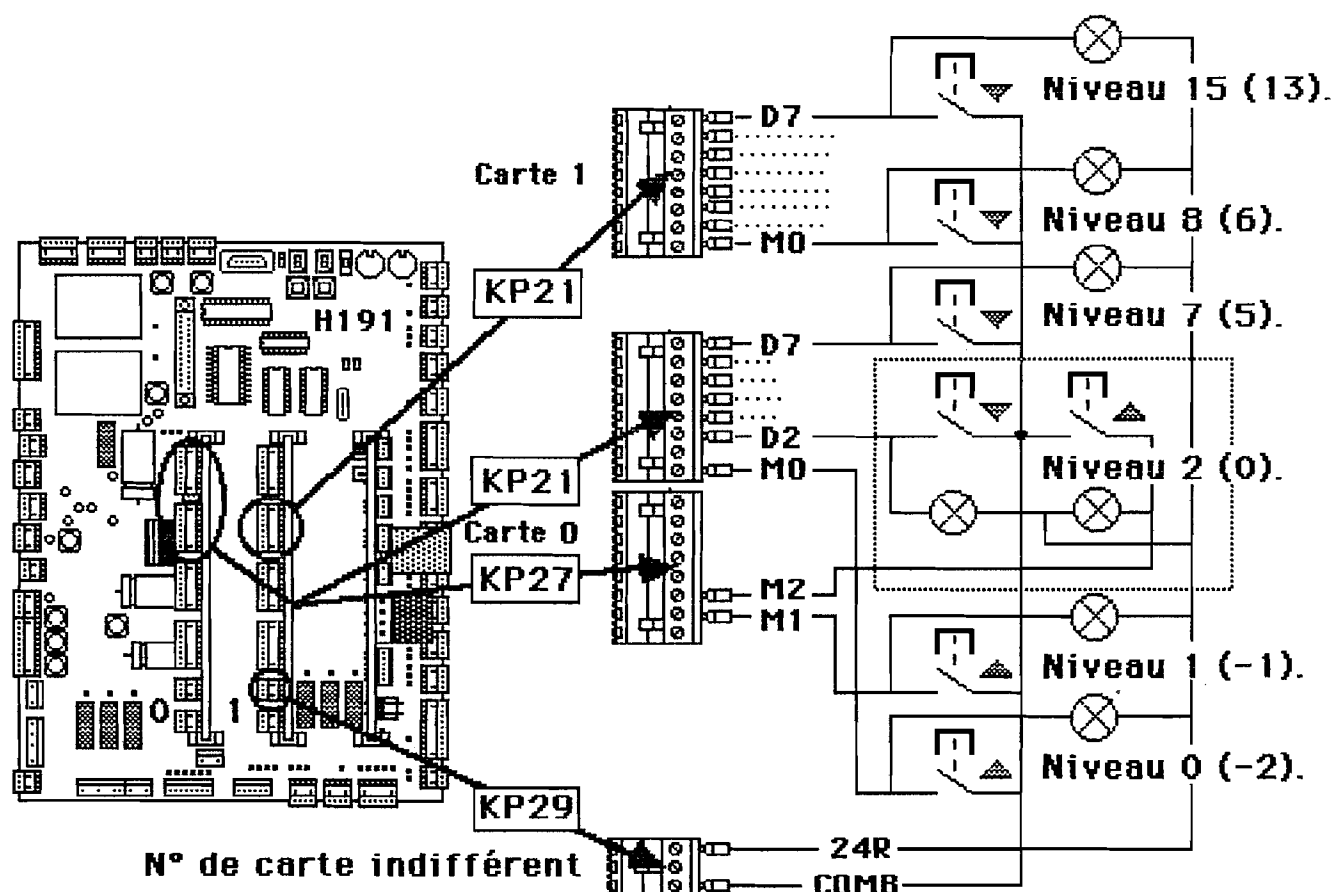 D7
Niveau 15 (13).
Carte 1
M0
Niveau 8 (6).
KP21
H191
D7
Niveau 7 (5).
D2
M0
Niveau 2 (0).
KP21
Carte 0
KP27
M2
M1
Niveau 1 (-1).
0 1
Niveau 0 (-2).
KP29
N° de carte indifférent
24R
COMB